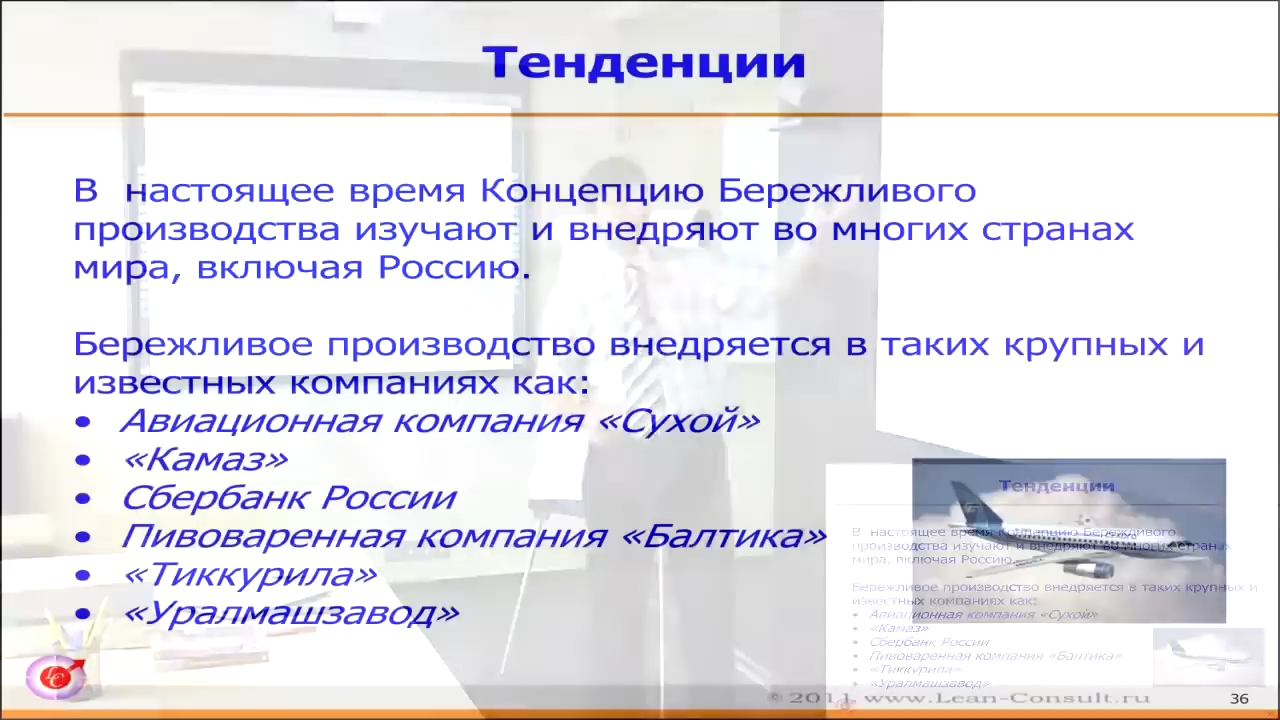 Тенденции
В настоящее время Концепцию Бережливого
производства изучают и внедряют во многих странах
мира, включая Россию.
Бережливое производство внедряется в таких крупных и
известных компаниях как:
• Авиационная компания «Сухой»
• «Камаз»
• Сбербанк России
• Пивоваренная компания «Балтика»
• «Тиккурила»
• «Уралмашзавод»
Тенденции
В настоящее время Концепцию Бережливого
производства изучают и внедряют во многих странах
мира, включая Россию.
Бережливое производство внедряется в таких крупных и
известных компаниях как:
• Авиационная компания «Сухой»
• «Камаз»
• Сбербанк России
• Пивоваренная компания «Балтика»
• «Тиккурила»
• «Уралмашзавод»
LC
© 2011 www.Lean-Consult.ru
36